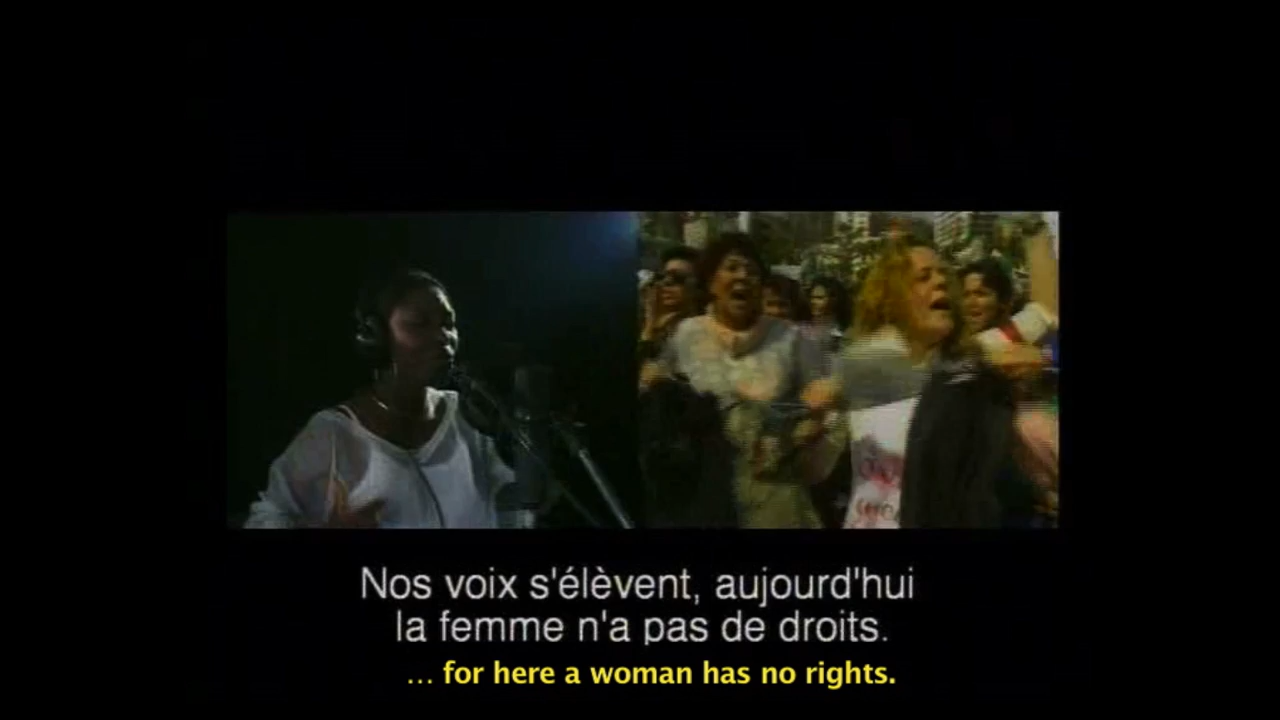 Nos voix s'élèvent, aujourd'hui
la femme n'a pas de droits.
... for here a woman has no rights.